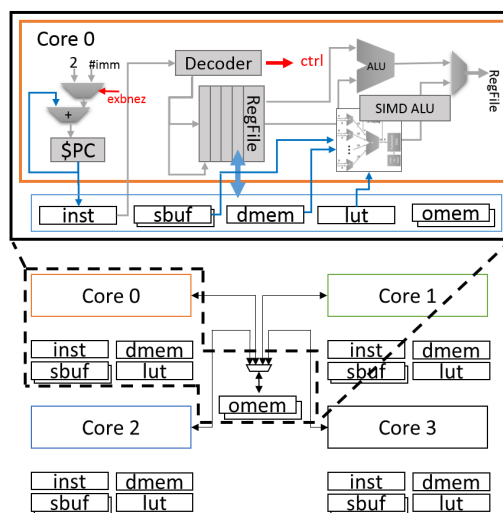 Core 0
2 #imm
exbnez
+
$PC
Decoder
ctrl
RegFile
ALU
SIMD ALU
RegFile
inst
sbuf
dmem
lut
omem
Core 0
Core 1
inst
dmem
sbuf
lut
inst
dmem
sbuf
lut
omem
Core 2
Core 3
inst
dmem
sbuf
lut
inst
dmem
sbuf
lut